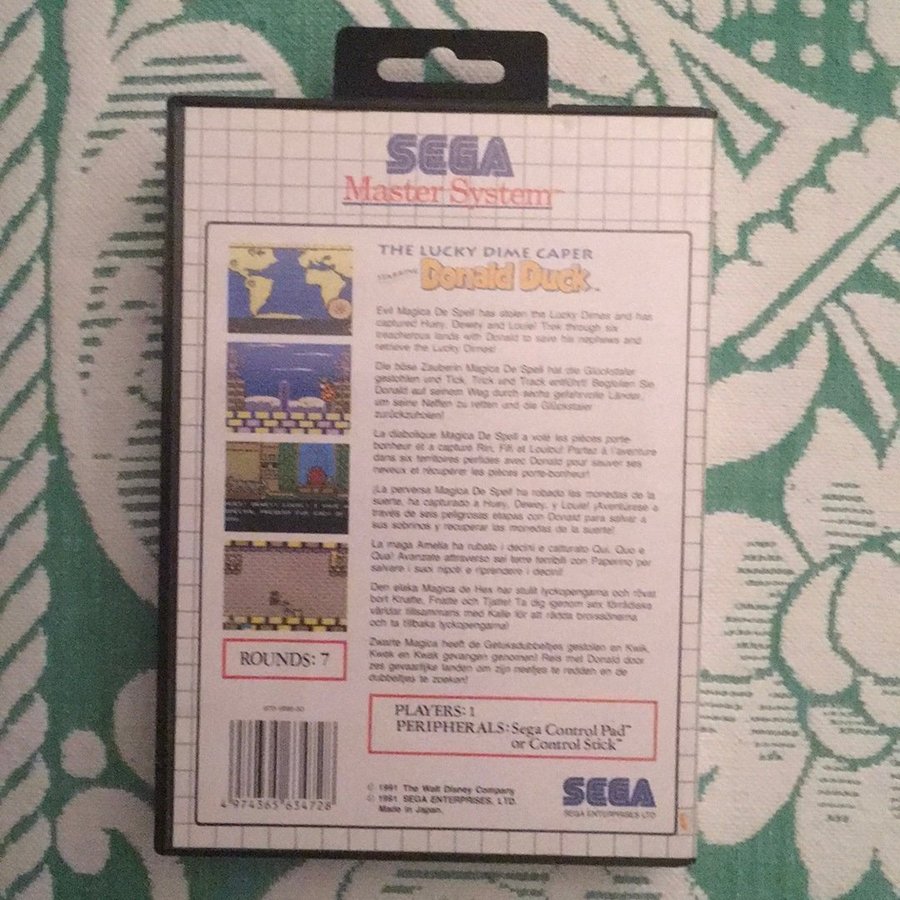 SEGA
Master System™
THE LUCKY DIME CAPER
STARRING
Donald Duck™
Evil Magica De Spell has stolen the Lucky Dimes and has
captured Huey, Dewey and Louie! Trek through six
treacherous lands with Donald to save his nephews and
retrieve the Lucky Dimes!
Die böse Zauberin Magica De Spell hat die Glückstaler
gestohlen und Tick, Trick und Track entführt! Begleiten Sie
Donald auf seinem Weg durch sechs gefahrvolle Länder,
um seine Neffen zu retten und die Glückstaler
zurückzuholen!
La diabolique Magica De Spell a volé les pièces porte-
bonheur et a capturé Riri, Fifi et Loulou! Partez à l'aventure
dans six territoires perfides avec Donald pour sauver ses
neveux et récupérer les pièces porte-bonheur!
¡La perversa Magica De Spell ha robado las monedas de la
suerte, ha capturado a Huey, Dewey, y Louie! ¡Aventúrese a
través de seis peligrosas etapas con Donald para salvar a
sus sobrinos y recuperar las monedas de la suerte!
La maga Amelia ha rubato i decini e catturato Qui, Quo e
Qua! Avanzate attraverso sei terre terribili con Paperino per
salvare i suoi nipoti e riprendere i decini!
Den elaka Magica de Hex har stulit lyckopengarna och rövat
bort Knatte, Fnatte och Tjatte! Ta dig igenom sex förrädiska
världar tillsammans med Kalle för att rädda brorssönerna
och ta tillbaka lyckopengarna!
Zwarte Magica heeft de Geluksdubbeltjes gestolen en Kwik,
Kwek en Kwak gevangen genomen! Reis met Donald door
zes gevaarlijke landen om zijn neefjes te redden en de
dubbeltjes te zoeken!
ROUNDS: 7
PLAYERS: 1
PERIPHERALS: Sega Control Pad™
or Control Stick™
4 974365 634728
© 1991 The Walt Disney Company
© 1991 SEGA ENTERPRISES, LTD.
Made in Japan.
SEGA
SEGA ENTERPRISES LTD